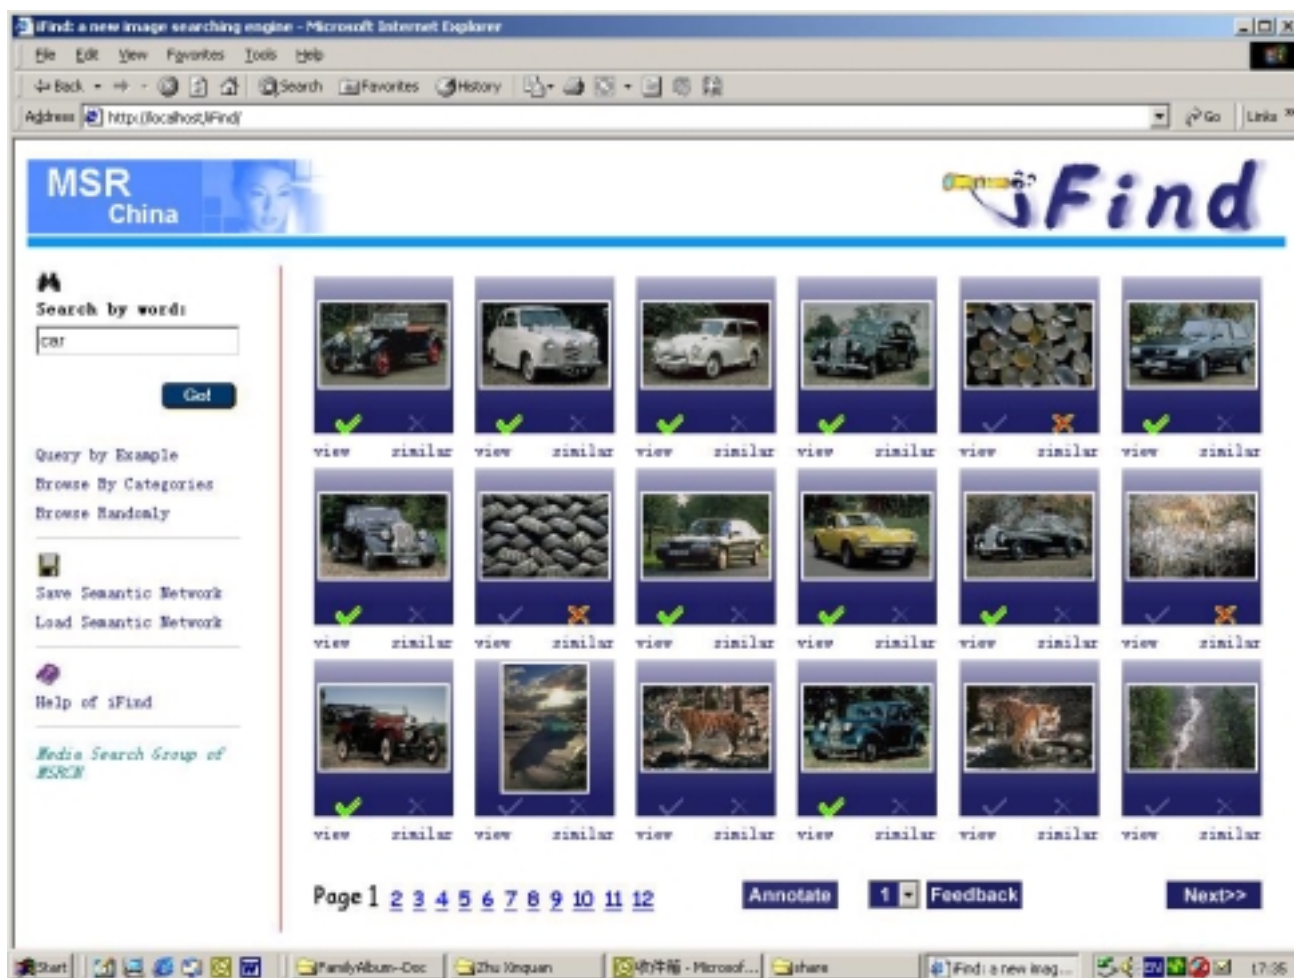 iFind: a new image searching engine - Microsoft Internet Explorer
File Edit View Favorites Tools Help
Back Search Favorites History
Address http://localhost/iFind/ Go Links
MSR
China
iFind
Search by word:
car
Go!
Query by Example
Browse By Categories
Browse Randomly
Save Semantic Network
Load Semantic Network
Help of iFind
Media Search Group of
MSRCN
view similar view similar view similar view similar view similar view similar
view similar view similar view similar view similar view similar view similar
view similar view similar view similar view similar view similar view similar
Page 1 2 3 4 5 6 7 8 9 10 11 12 Annotate 1 Feedback Next>>
Start FamilyAlbum--Doc Zhu Xinquan 收件箱 - Microsof... share iFind: a new imag... EN 17:35